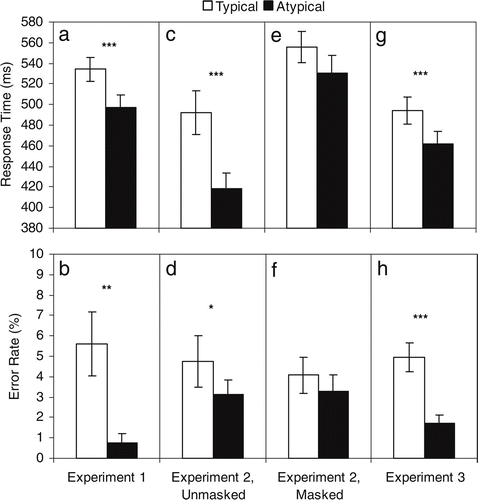 Typical Atypical
Response Time (ms)
580
560
540
520
500
480
460
440
420
400
380
a
***
c
***
e
g
***
Error Rate (%)
10
9
8
7
6
5
4
3
2
1
0
b
**
d
*
f
h
***
Experiment 1
Experiment 2,
Unmasked
Experiment 2,
Masked
Experiment 3